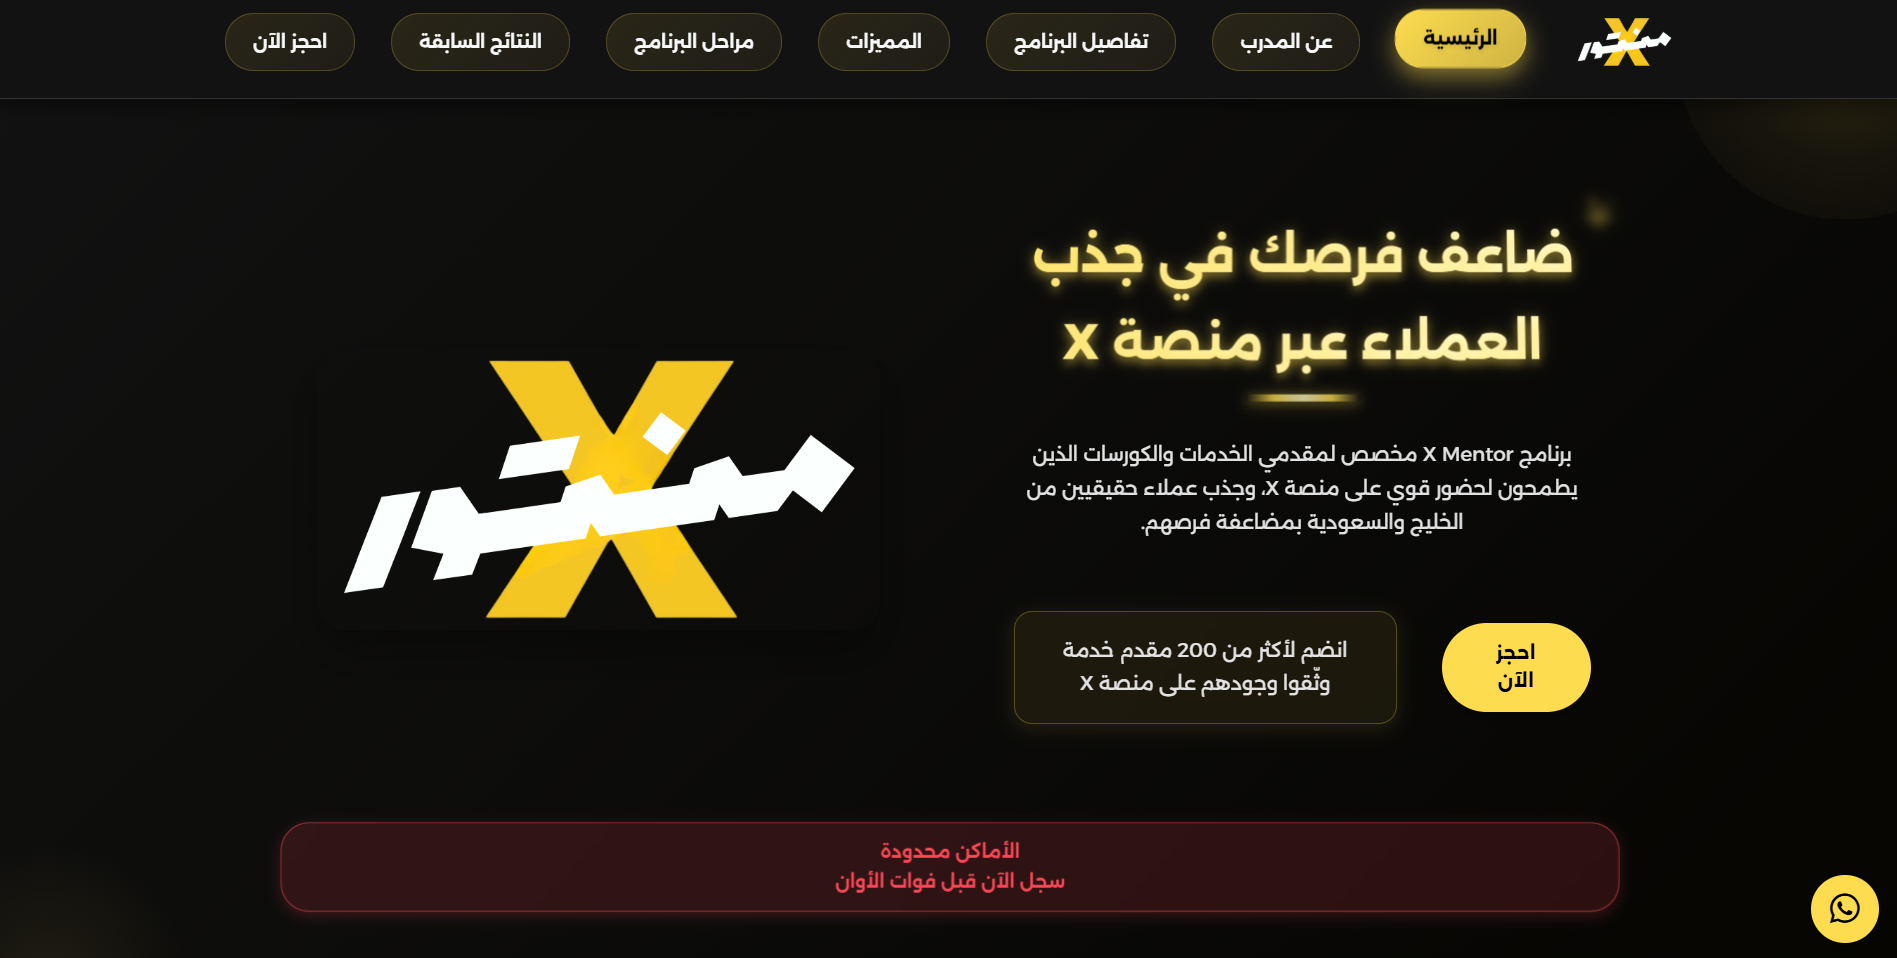 منتور X
الرئيسية
عن المدرب
تفاصيل البرنامج
المميزات
مراحل البرنامج
النتائج السابقة
احجز الآن
ضاعف فرصك في جذب
العملاء عبر منصة x
برنامج X Mentor مخصص لمقدمي الخدمات والكورسات الذين
يطمحون لحضور قوي على منصة X، وجذب عملاء حقيقيين من
الخليج والسعودية بمضاعفة فرصهم.
احجز
الآن
انضم لأكثر من 200 مقدم خدمة
وثّقوا وجودهم على منصة X
منتور X
الأماكن محدودة
سجل الآن قبل فوات الأوان